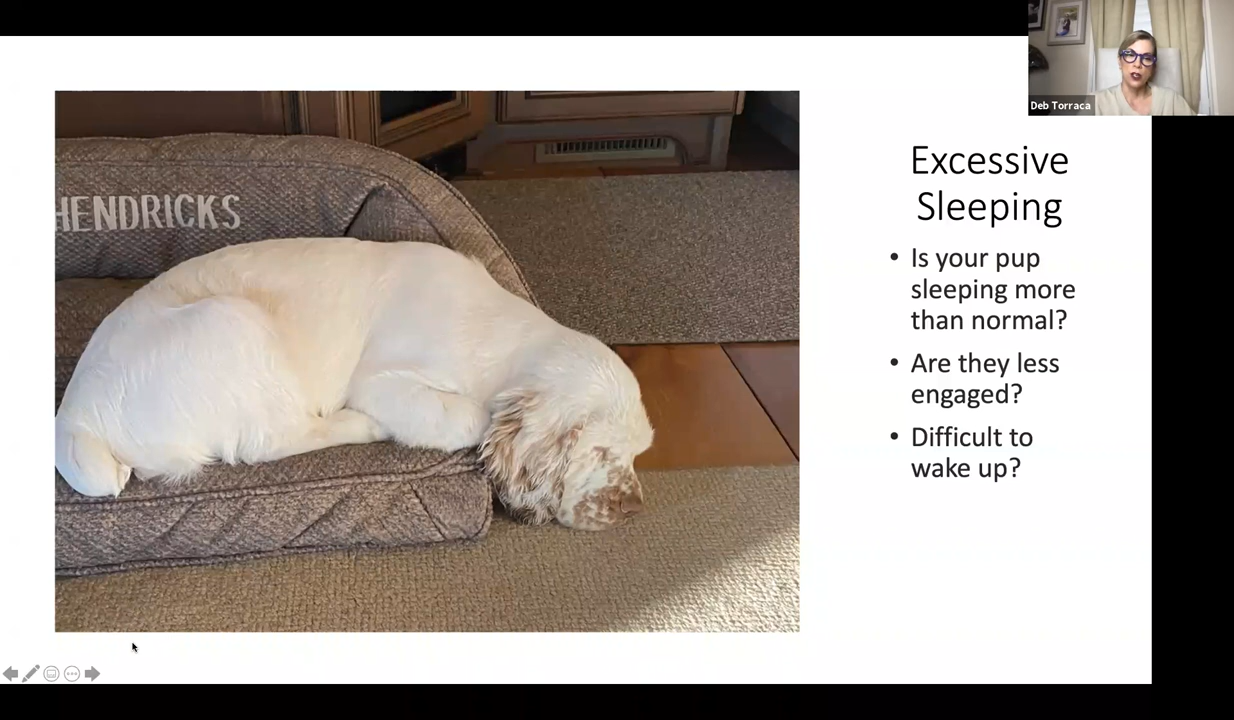 Deb Torraca
HENDRICKS
Excessive
Sleeping
• Is your pup
sleeping more
than normal?
• Are they less
engaged?
• Difficult to
wake up?